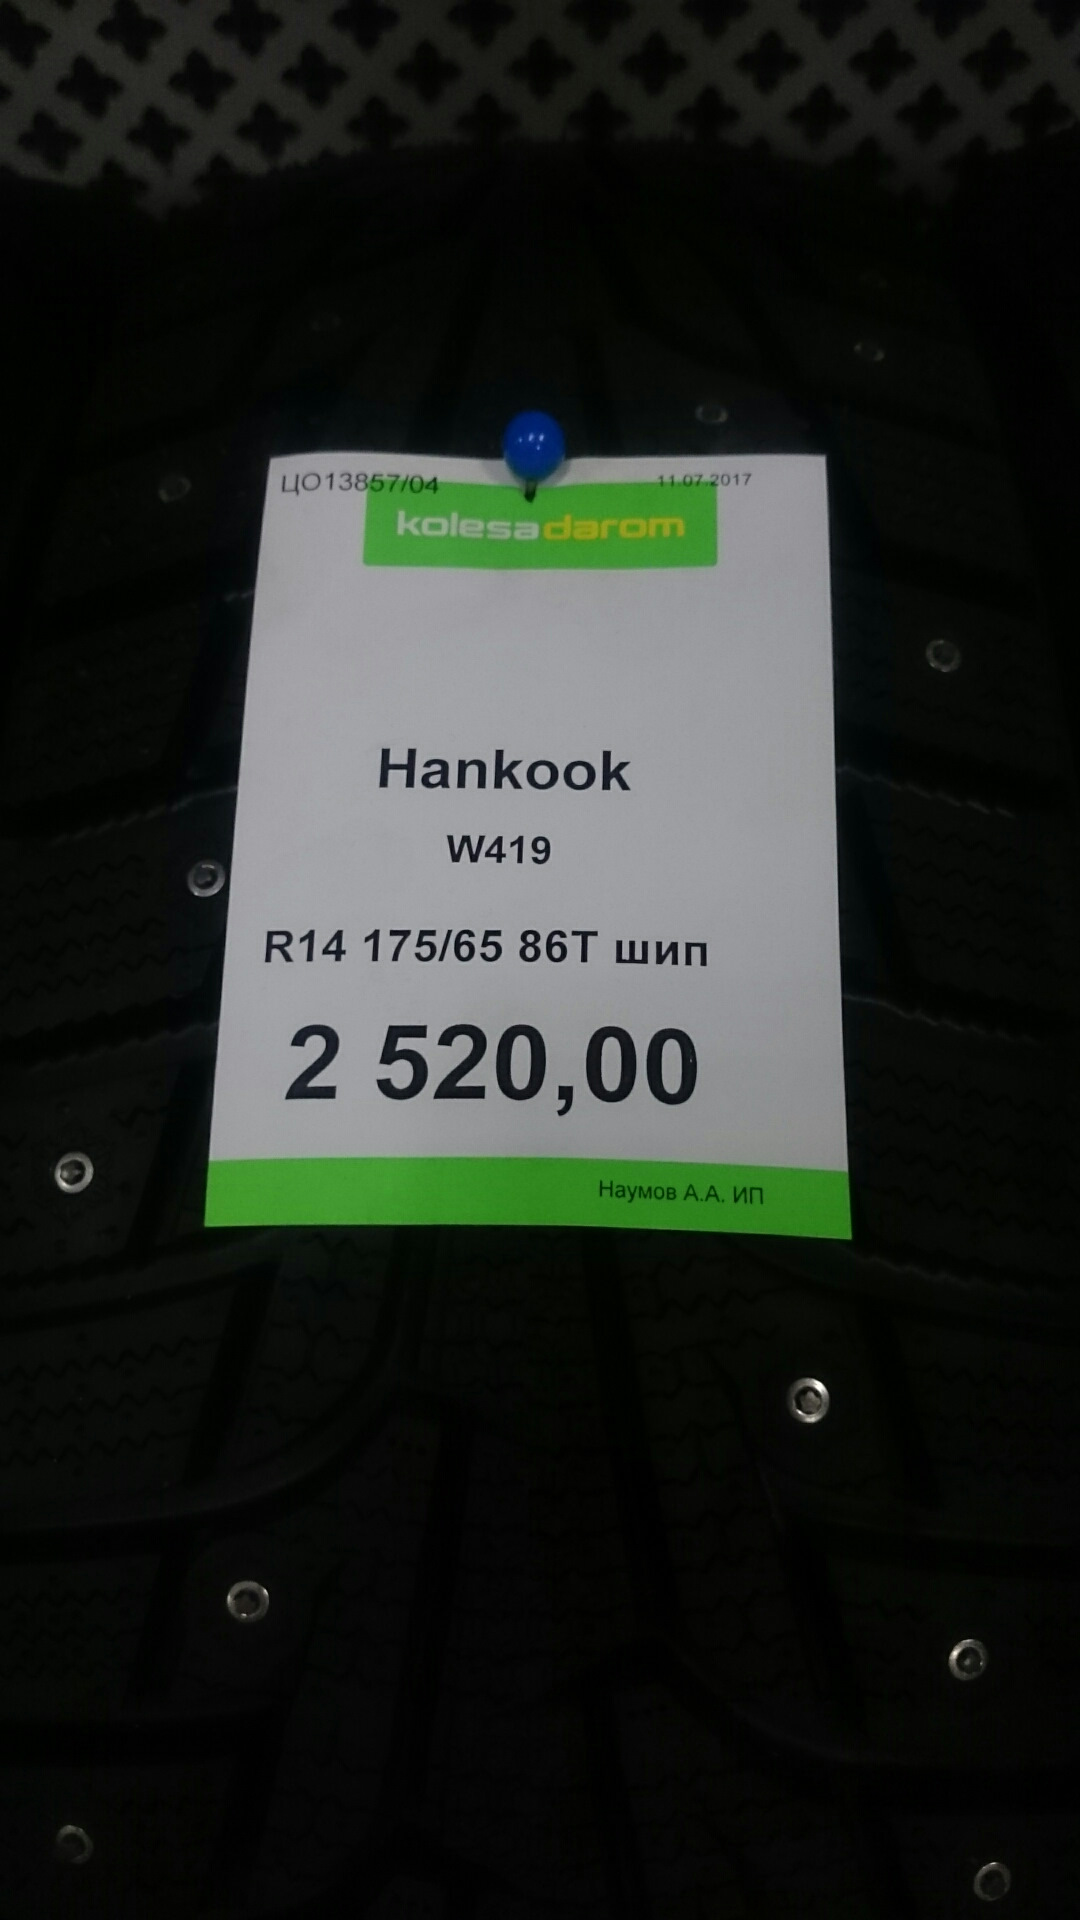 ЦО13857/04 11.07.2017
kolesadarom
Hankook
W419
R14 175/65 86T шип
2 520,00
Наумов А.А. ИП